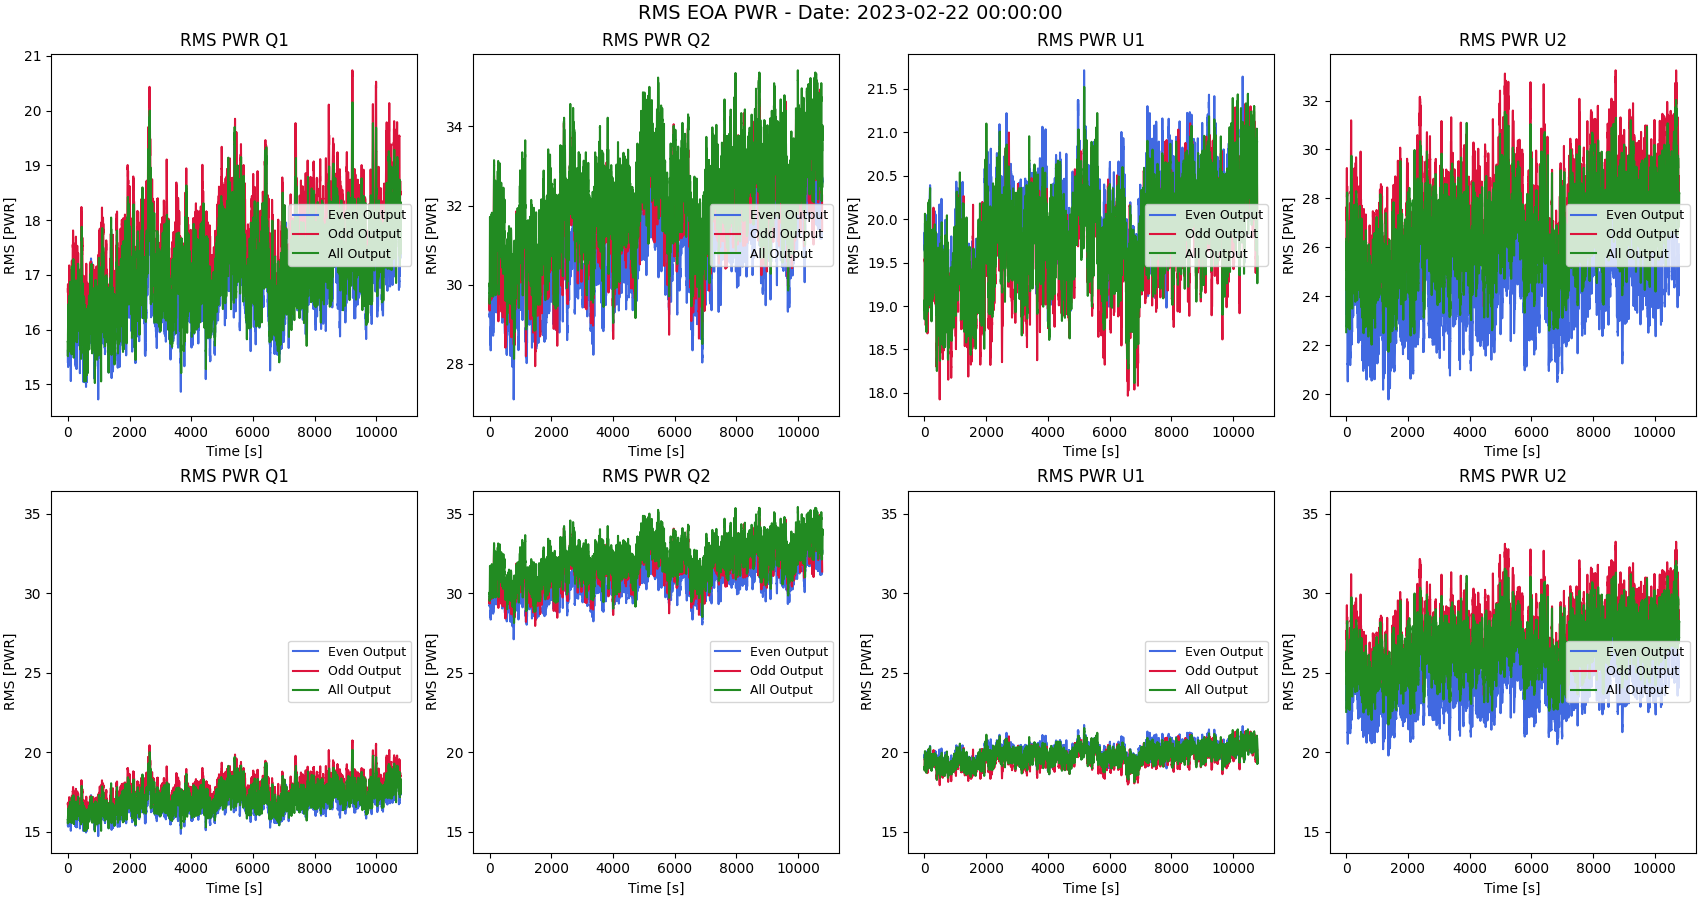 RMS EOA PWR - Date: 2023-02-22 00:00:00
RMS PWR Q1
RMS [PWR]
21
20
19
18
17
16
15
0 2000 4000 6000 8000 10000
Time [s]
Even Output
Odd Output
All Output
RMS PWR Q2
RMS [PWR]
34
32
30
28
0 2000 4000 6000 8000 10000
Time [s]
Even Output
Odd Output
All Output
RMS PWR U1
RMS [PWR]
21.5
21.0
20.5
20.0
19.5
19.0
18.5
18.0
0 2000 4000 6000 8000 10000
Time [s]
Even Output
Odd Output
All Output
RMS PWR U2
RMS [PWR]
32
30
28
26
24
22
20
0 2000 4000 6000 8000 10000
Time [s]
Even Output
Odd Output
All Output
RMS PWR Q1
RMS [PWR]
35
30
25
20
15
0 2000 4000 6000 8000 10000
Time [s]
Even Output
Odd Output
All Output
RMS PWR Q2
RMS [PWR]
35
30
25
20
15
0 2000 4000 6000 8000 10000
Time [s]
Even Output
Odd Output
All Output
RMS PWR U1
RMS [PWR]
35
30
25
20
15
0 2000 4000 6000 8000 10000
Time [s]
Even Output
Odd Output
All Output
RMS PWR U2
RMS [PWR]
35
30
25
20
15
0 2000 4000 6000 8000 10000
Time [s]
Even Output
Odd Output
All Output